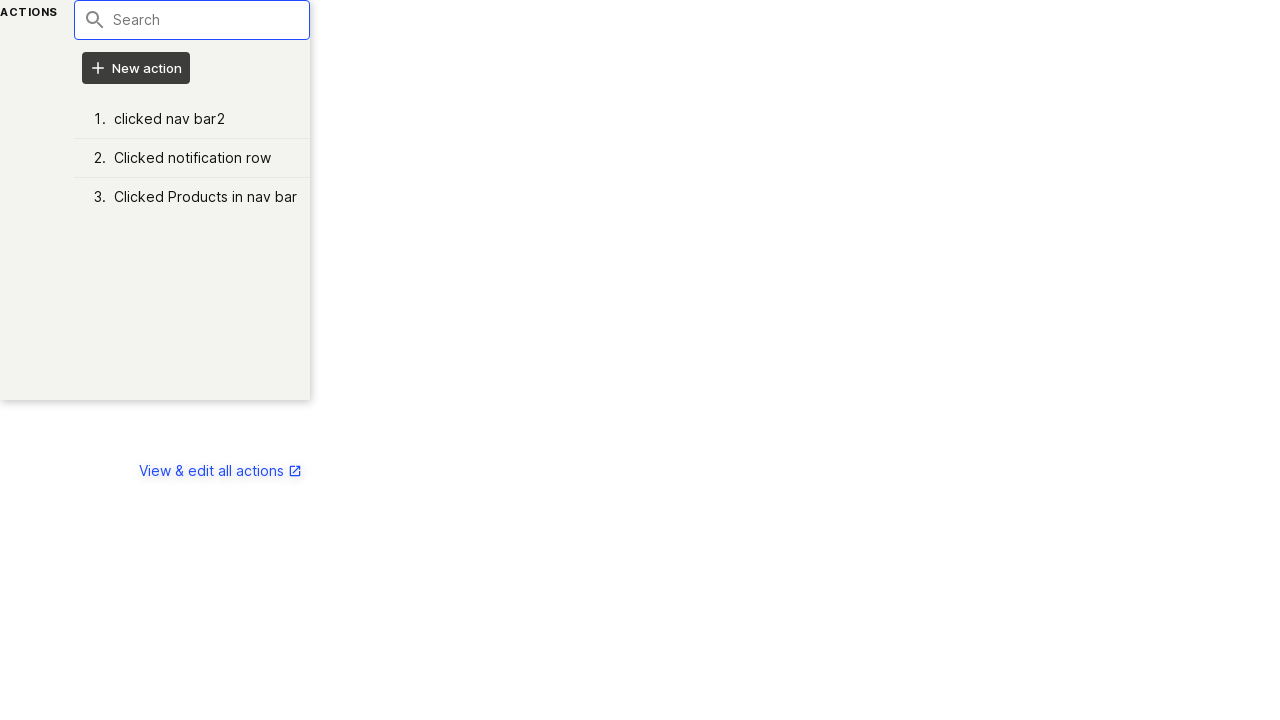 ACTIONS
Search
New action
1. clicked nav bar2
2. Clicked notification row
3. Clicked Products in nav bar
View & edit all actions